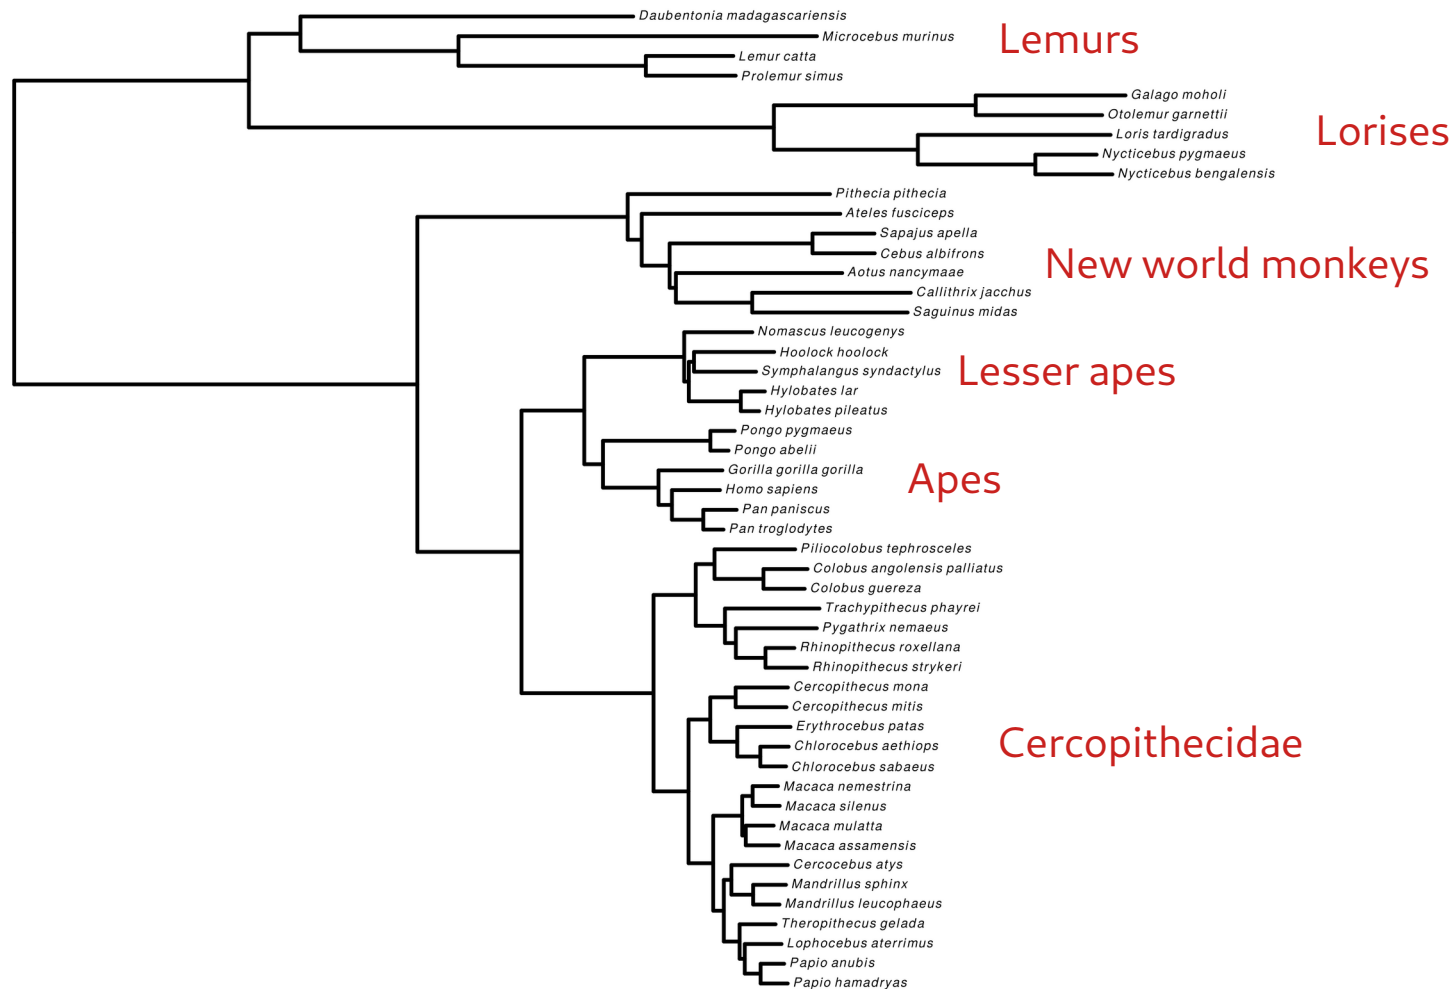 Daubentonia madagascariensis
Microcebus murinus
Lemurs
Lemur catta
Prolemur simus
Galago moholi
Otolemur garnettii
Lorises
Loris tardigradus
Nycticebus pygmaeus
Nycticebus bengalensis
Pithecia pithecia
Ateles fusciceps
Sapajus apella
Cebus albifrons
New world monkeys
Aotus nancymaae
Callithrix jacchus
Saguinus midas
Nomascus leucogenys
Hoolock hoolock
Symphalangus syndactylus
Lesser apes
Hylobates lar
Hylobates pileatus
Pongo pygmaeus
Pongo abelii
Gorilla gorilla gorilla
Apes
Homo sapiens
Pan paniscus
Pan troglodytes
Piliocolobus tephrosceles
Colobus angolensis palliatus
Colobus guereza
Trachypithecus phayrei
Pygathrix nemaeus
Rhinopithecus roxellana
Rhinopithecus strykeri
Cercopithecus mona
Cercopithecus mitis
Erythrocebus patas
Cercopithecidae
Chlorocebus aethiops
Chlorocebus sabaeus
Macaca nemestrina
Macaca silenus
Macaca mulatta
Macaca assamensis
Cercocebus atys
Mandrillus sphinx
Mandrillus leucophaeus
Theropithecus gelada
Lophocebus aterrimus
Papio anubis
Papio hamadryas